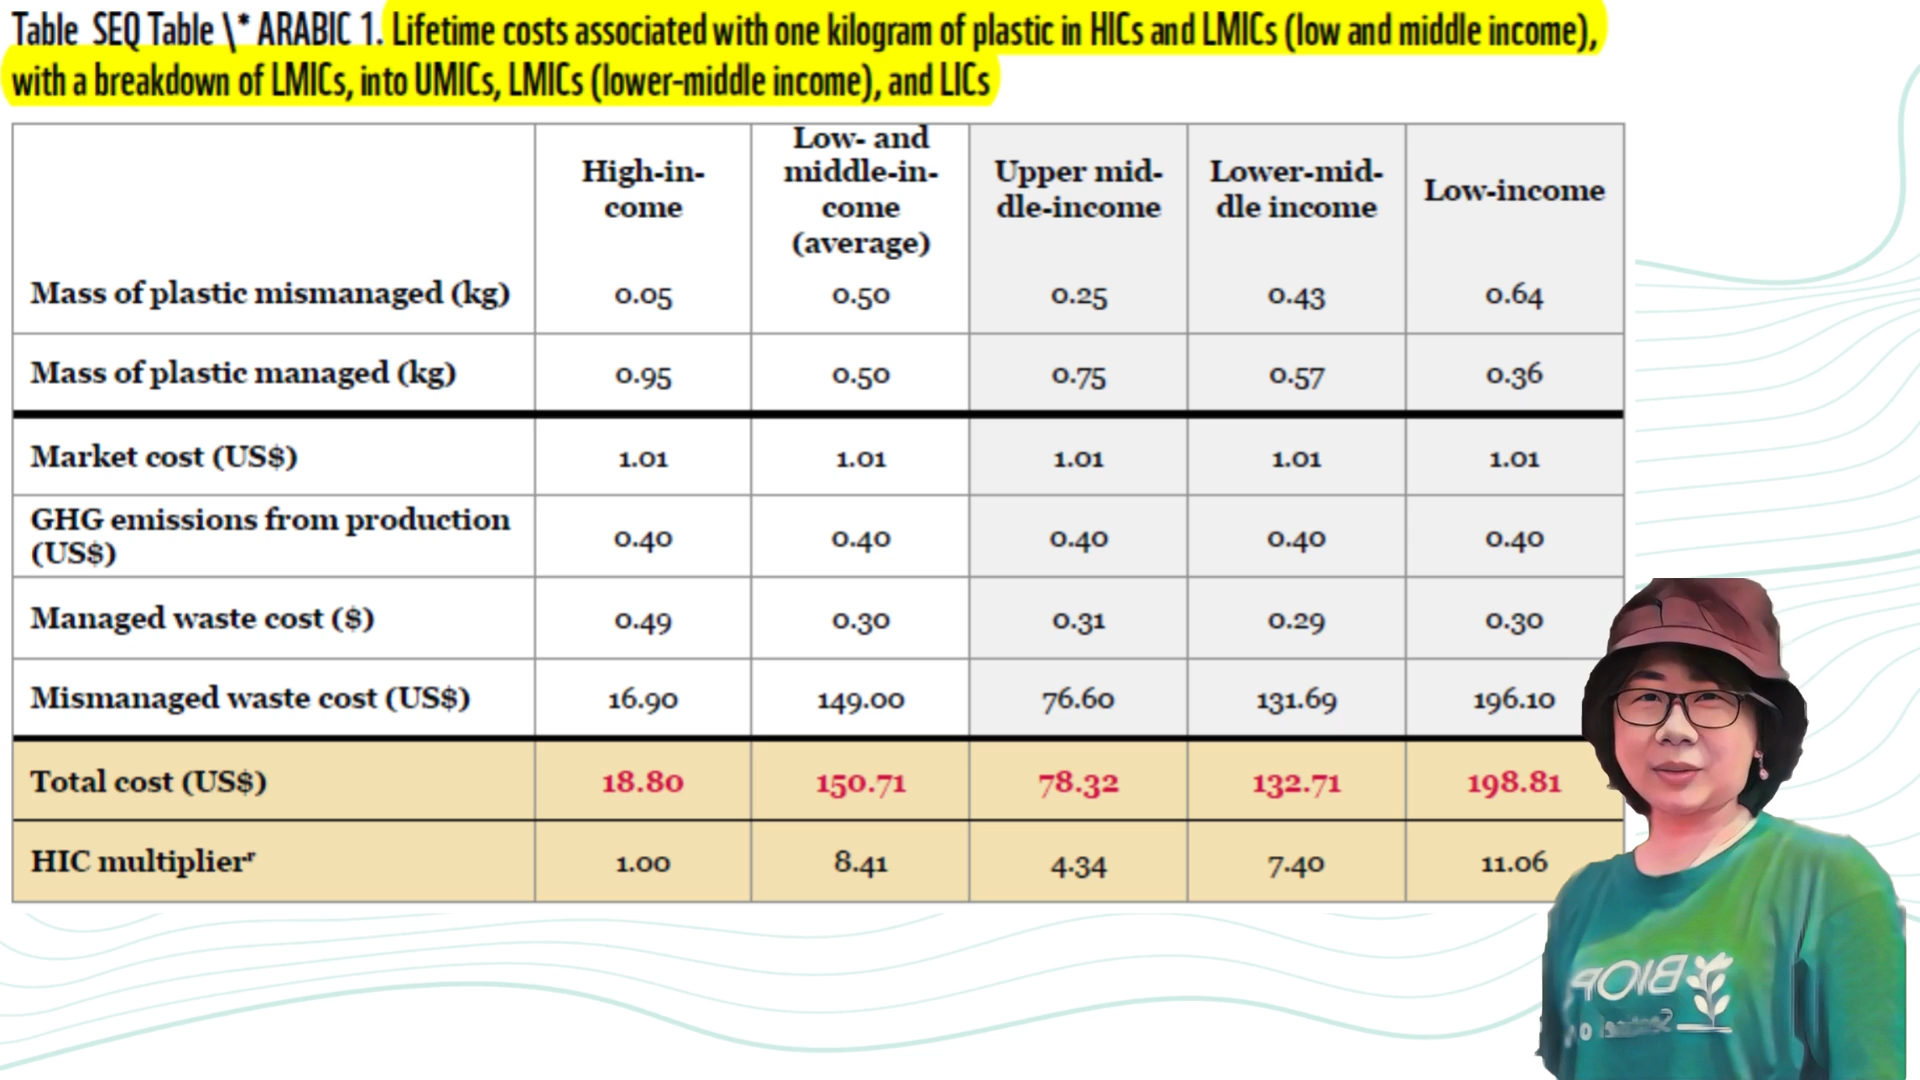 Table SEQ Table \* ARABIC 1. Lifetime costs associated with one kilogram of plastic in HICs and LMICs (low and middle income),
with a breakdown of LMICs, into UMICs, LMICs (lower-middle income), and LICs
High-in-
come
Low- and
middle-in-
come
(average)
Upper mid-
dle-income
Lower-mid-
dle income
Low-income
Mass of plastic mismanaged (kg) 0.05 0.50 0.25 0.43 0.64
Mass of plastic managed (kg) 0.95 0.50 0.75 0.57 0.36
Market cost (US$) 1.01 1.01 1.01 1.01 1.01
GHG emissions from production
(US$) 0.40 0.40 0.40 0.40 0.40
Managed waste cost ($) 0.49 0.30 0.31 0.29 0.30
Mismanaged waste cost (US$) 16.90 149.00 76.60 131.69 196.10
Total cost (US$) 18.80 150.71 78.32 132.71 198.81
HIC multiplierʳ 1.00 8.41 4.34 7.40 11.06
BIOP